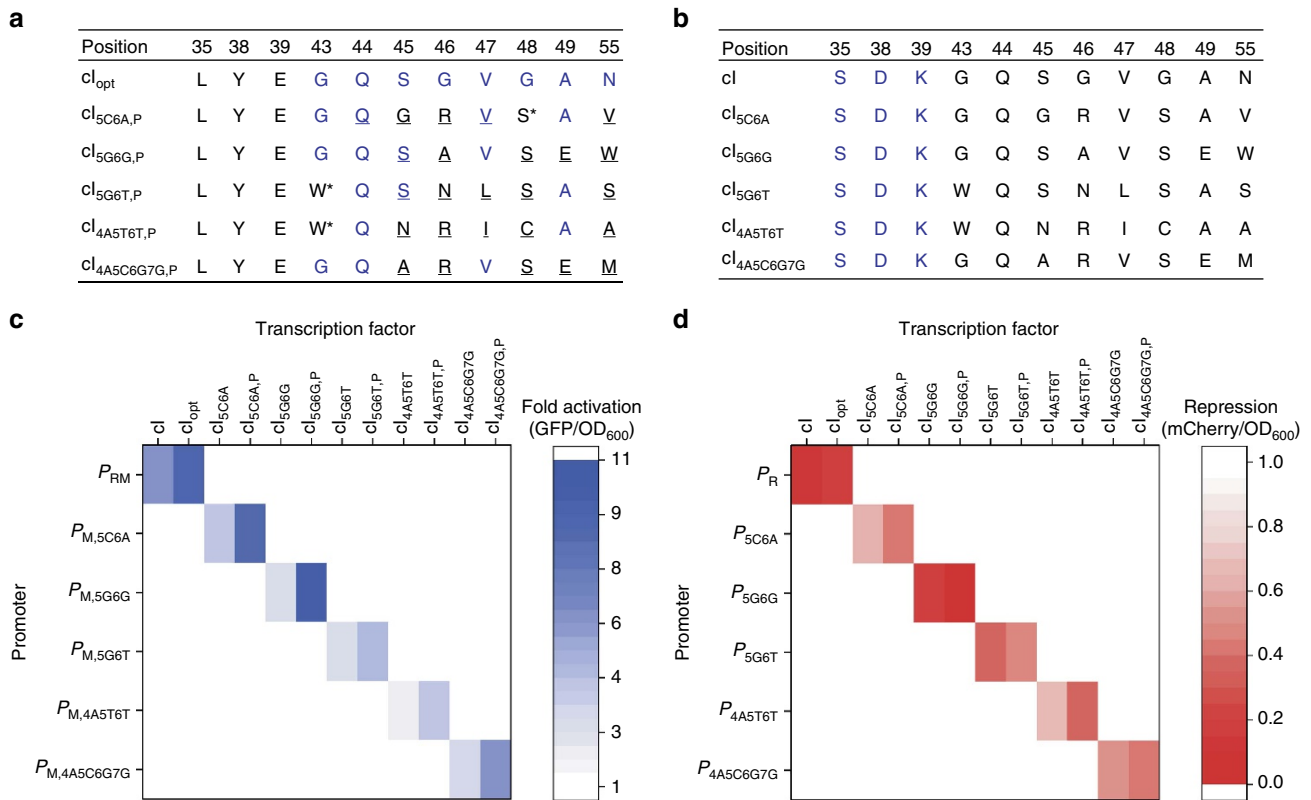 a
Position 35 38 39 43 44 45 46 47 48 49 55
cIopt L Y E G Q S G V G A N
cI5C6A,P L Y E G Q G R V S* A V
cI5G6G,P L Y E G Q S A V S E W
cI5G6T,P L Y E W* Q S N L S A S
cI4A5T6T,P L Y E W* Q N R I C A A
cI4A5C6G7G,P L Y E G Q A R V S E M
b
Position 35 38 39 43 44 45 46 47 48 49 55
cI S D K G Q S G V G A N
cI5C6A S D K G Q G R V S A V
cI5G6G S D K G Q S A V S E W
cI5G6T S D K W Q S N L S A S
cI4A5T6T S D K W Q N R I C A A
cI4A5C6G7G S D K G Q A R V S E M
c
Transcription factor
cI
cIopt
cI5C6A
cI5C6A,P
cI5G6G
cI5G6G,P
cI5G6T
cI5G6T,P
cI4A5T6T
cI4A5T6T,P
cI4A5C6G7G
cI4A5C6G7G,P
Promoter
PRM
PM,5C6A
PM,5G6G
PM,5G6T
PM,4A5T6T
PM,4A5C6G7G
Fold activation
(GFP/OD600)
11
9
8
6
4
3
1
d
Transcription factor
cI
cIopt
cI5C6A
cI5C6A,P
cI5G6G
cI5G6G,P
cI5G6T
cI5G6T,P
cI4A5T6T
cI4A5T6T,P
cI4A5C6G7G
cI4A5C6G7G,P
Promoter
PR
P5C6A
P5G6G
P5G6T
P4A5T6T
P4A5C6G7G
Repression
(mCherry/OD600)
1.0
0.8
0.6
0.4
0.2
0.0